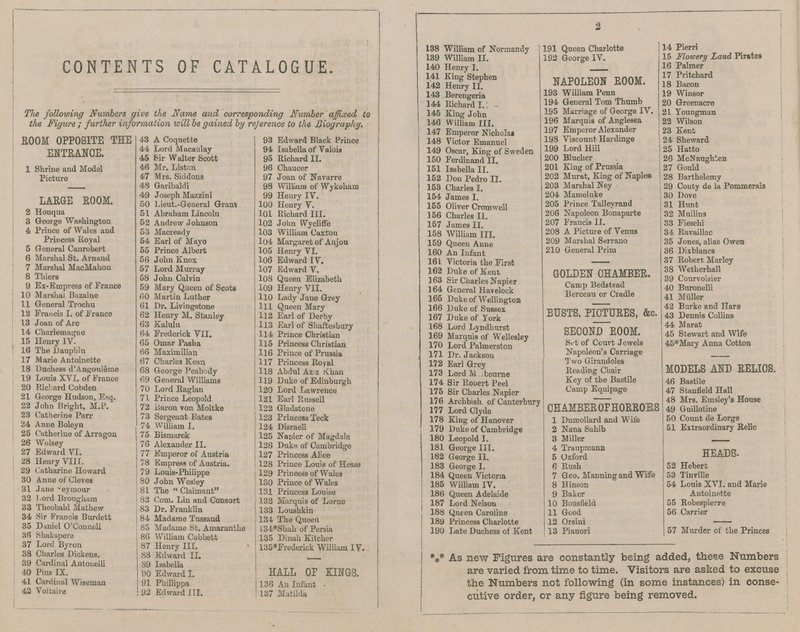 CONTENTS OF CATALOGUE.
The following Numbers give the Name and corresponding Number affixed to
the Figure; further information will be gained by reference to the Biography.
ROOM OPPOSITE THE
ENTRANCE.
1 Shrine and Model
Picture
LARGE ROOM.
2 Houqua
3 George Washington
4 Prince of Wales and
Princess Royal
5 General Canrobert
6 Marshal St. Arnaud
7 Marshal MacMahon
8 Thiers
9 Ex-Empress of France
10 Marshal Bazaine
11 General Trochu
12 Francis I. of France
13 Joan of Arc
14 Charlemagne
15 Henry IV.
16 The Dauphin
17 Marie Antoinette
18 Duchess d'Angoulême
19 Louis XVI. of France
20 Richard Cobden
21 George Hudson, Esq.
22 John Bright, M.P.
23 Catherine Parr
24 Anne Boleyn
25 Catherine of Arragon
26 Wolsey
27 Edward VI.
28 Henry VIII.
29 Catharine Howard
30 Anne of Cleves
31 Jane Seymour
32 Lord Brougham
33 Theobald Mathew
34 Sir Francis Burdett
35 Daniel O'Connell
36 Shakspere
37 Lord Byron
38 Charles Dickens.
39 Cardinal Antonelli
40 Pius IX.
41 Cardinal Wiseman
42 Voltaire
43 A Coquette
44 Lord Macaulay
45 Sir Walter Scott
46 Mr. Liston
47 Mrs. Siddons
48 Garibaldi
49 Joseph Mazzini
50 Lieut.-General Grant
51 Abraham Lincoln
52 Andrew Johnson
53 Macready
54 Earl of Mayo
55 Prince Albert
56 John Knox
57 Lord Murray
58 John Calvin
59 Mary Queen of Scots
60 Martin Luther
61 Dr. Livingstone
62 Henry M. Stanley
63 Kalulu
64 Frederick VII.
65 Omar Pasha
66 Maximilian
67 Charles Kean
68 George Peabody
69 General Williams
70 Lord Raglan
71 Prince Leopold
72 Baron von Moltke
73 Sergeant Bates
74 William I.
75 Bismarck
76 Alexander II.
77 Emperor of Austria
78 Empress of Austria.
79 Louis-Philippe
80 John Wesley
81 The "Claimant"
82 Com. Lin and Consort
83 Dr. Franklin
84 Madame Tussaud
85 Madame St. Amaranthe
86 William Cobbett
87 Henry III.
88 Edward II.
89 Isabella
90 Edward I.
91 Phillippa
92 Edward III.
93 Edward Black Prince
94 Isabella of Valois
95 Richard II.
96 Chaucer
97 Joan of Navarre
98 William of Wykeham
99 Henry IV.
100 Henry V.
101 Richard III.
102 John Wycliffe
103 William Caxton
104 Margaret of Anjou
105 Henry VI.
106 Edward IV.
107 Edward V.
108 Queen Elizabeth
109 Henry VII.
110 Lady Jane Grey
111 Queen Mary
112 Earl of Derby
113 Earl of Shaftesbury
114 Prince Christian
115 Princess Christian
116 Prince of Prussia
117 Princess Royal
118 Abdul Aziz Khan
119 Duke of Edinburgh
120 Lord Lawrence
121 Earl Russell
122 Gladstone
123 Princess Teck
124 Disraeli
125 Napier of Magdala
126 Duke of Cambridge
127 Princess Alice
128 Prince Louis of Hesse
129 Princess of Wales
130 Prince of Wales
131 Princess Louise
132 Marquis of Lorne
133 Loushkin
134 The Queen
134*Shah of Persia
135 Dinah Kitcher
135*Frederick William IV.
HALL OF KINGS.
136 An Infant
137 Matilda
2
138 William of Normandy
139 William II.
140 Henry I.
141 King Stephen
142 Henry II.
143 Berengeria
144 Richard I.
145 King John
146 William III.
147 Emperor Nicholas
148 Victor Emanuel
149 Oscar, King of Sweden
150 Ferdinand II.
151 Isabella II.
152 Don Pedro II.
153 Charles I.
154 James I.
155 Oliver Cromwell
156 Charles II.
157 James II.
158 William III.
159 Queen Anne
160 An Infant
161 Victoria the First
162 Duke of Kent
163 Sir Charles Napier
164 General Havelock
165 Duke of Wellington
166 Duke of Sussex
167 Duke of York
168 Lord Lyndhurst
169 Marquis of Wellesley
170 Lord Palmerston
171 Dr. Jackson
172 Earl Grey
173 Lord Melbourne
174 Sir Robert Peel
175 Sir Charles Napier
176 Archbish. of Canterbury
177 Lord Clyde
178 King of Hanover
179 Duke of Cambridge
180 Leopold I.
181 George III.
182 George II.
183 George I.
184 Queen Victoria
185 William IV.
186 Queen Adelaide
187 Lord Nelson
188 Queen Caroline
189 Princess Charlotte
190 Late Duchess of Kent
191 Queen Charlotte
192 George IV.
NAPOLEON ROOM.
193 William Penn
194 General Tom Thumb
195 Marriage of George IV.
196 Marquis of Anglesea
197 Emperor Alexander
198 Viscount Hardinge
199 Lord Hill
200 Blucher
201 King of Prussia
202 Murat, King of Naples
203 Marshal Ney
204 Mameluke
205 Prince Talleyrand
206 Napoleon Bonaparte
207 Francis II.
208 A Picture of Venus
209 Marshal Serrano
210 General Prim
GOLDEN CHAMBER.
Camp Bedstead
Berceau or Cradle
BUSTS, PICTURES, &c.
SECOND ROOM.
Set of Court Jewels
Napoleon's Carriage
Two Girandoles
Reading Chair
Key of the Bastile
Camp Equipage
CHAMBER OF HORRORS
1 Dumollard and Wife
2 Nana Sahib
3 Miller
4 Traupmann
5 Oxford
6 Rush
7 Geo. Manning and Wife
8 Hinson
9 Baker
10 Bousfield
11 Good
12 Orsini
13 Pianori
14 Pierri
15 Flowery Land Pirates
16 Palmer
17 Pritchard
18 Bacon
19 Winsor
20 Greenacre
21 Youngman
22 Wilson
23 Kent
24 Sheward
25 Hatto
26 McNaughten
27 Gould
28 Barthelemy
29 Couty de la Pommerais
30 Dove
31 Hunt
32 Mullins
33 Fieschi
34 Ravaillac
35 Jones, alias Owen
36 Dixblancs
37 Robert Marley
38 Wetherhall
39 Courvoisier
40 Buronelli
41 Müller
42 Burke and Hare
43 Dennis Collins
44 Marat
45 Stewart and Wife
45*Mary Anna Cotton
MODELS AND RELICS.
46 Bastile
47 Stanfield Hall
48 Mrs. Emsley's House
49 Guillotine
50 Count de Lorge
51 Extraordinary Relic
HEADS.
52 Hebert
53 Tinville
54 Louis XVI. and Marie
Antoinette
55 Robespierre
56 Carrier
57 Murder of the Princes
*** As new Figures are constantly being added, these Numbers
are varied from time to time. Visitors are asked to excuse
the Numbers not following (in some instances) in conse-
cutive order, or any figure being removed.